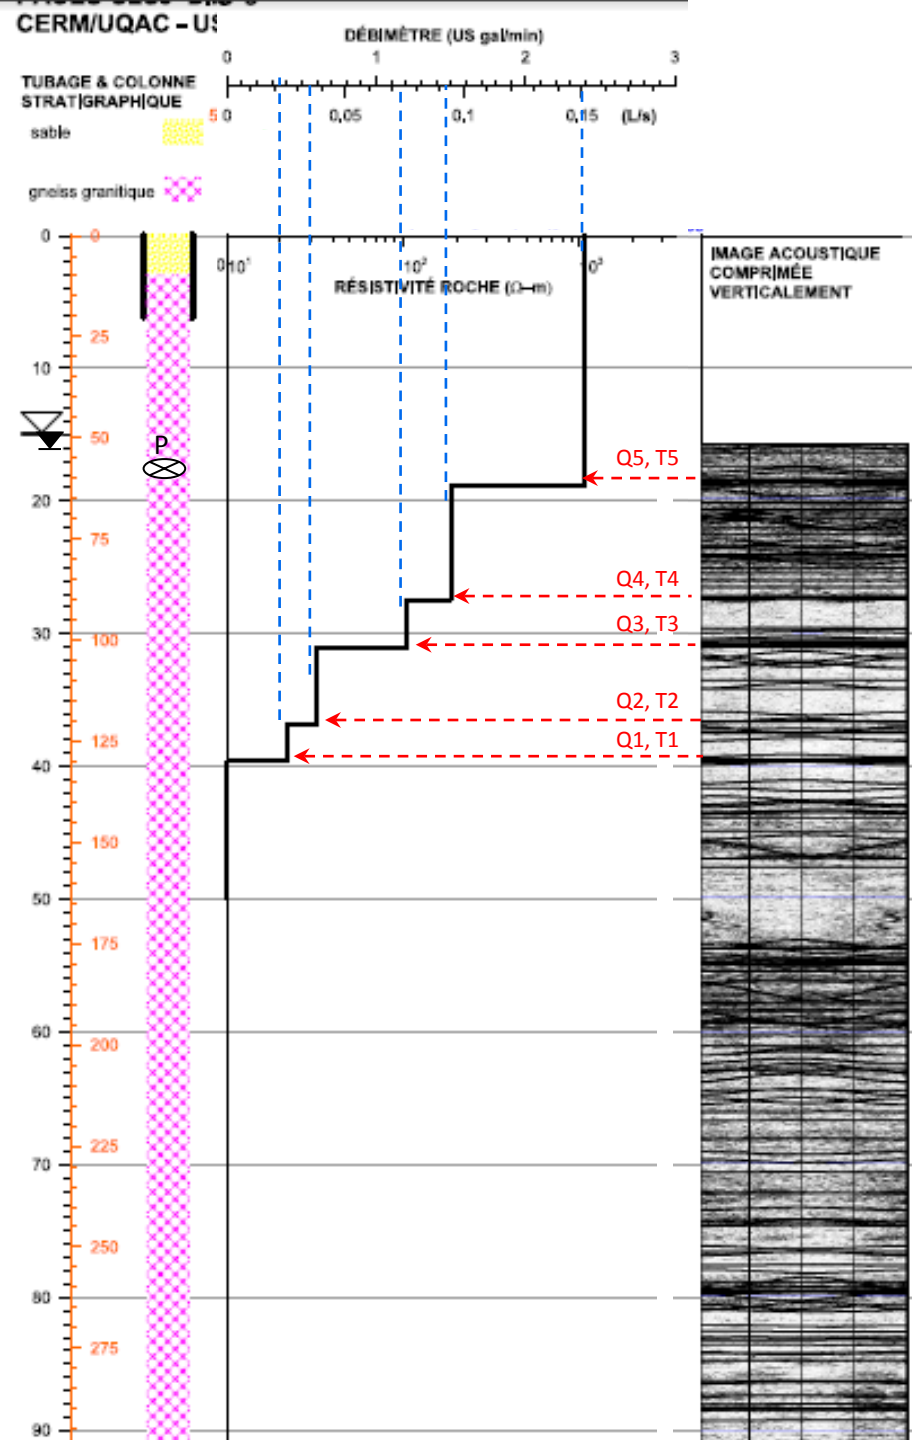 CERM/UQAC – US
DÉBIMÈTRE (US gal/min)
0 1 2 3
TUBAGE & COLONNE
STRATIGRAPHIQUE
5 0 0,05 0,1 0,15 (L/s)
sable
gneiss granitique
0 0
0 10¹ 10² 10³
RÉSISTIVITÉ ROCHE (Ω–m)
IMAGE ACOUSTIQUE
COMPRIMÉE
VERTICALEMENT
25
10
50
P
Q5, T5
20
75
Q4, T4
Q3, T3
30
100
Q2, T2
125
Q1, T1
40
150
50
175
60
200
225
70
250
80
275
90